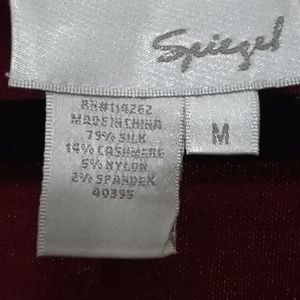 Spiegel
RN#114262
MADE IN CHINA
79% SILK
14% CASHMERE
5% NYLON
2% SPANDEX
40395
M